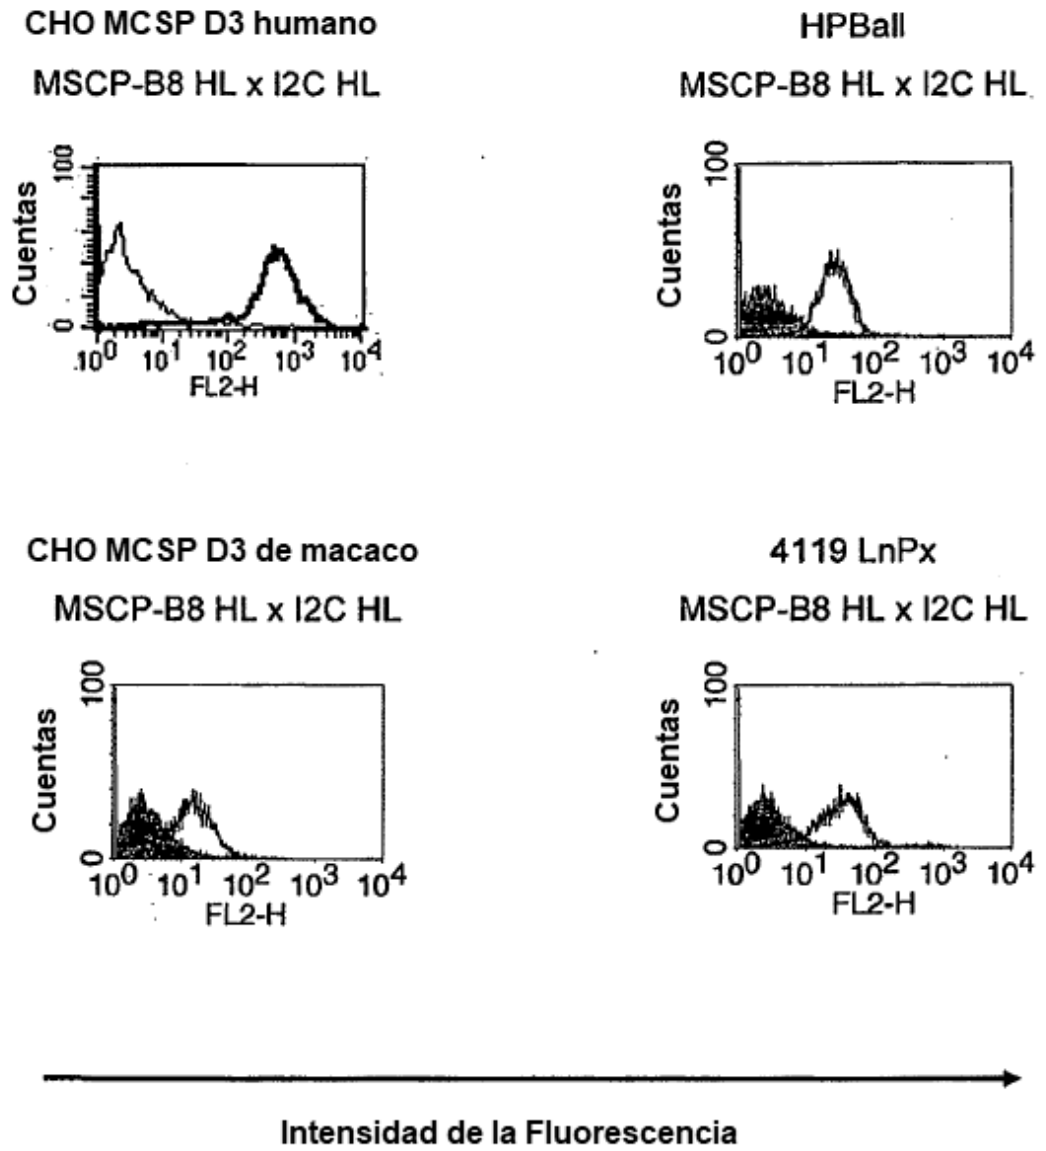 CHO MCSP D3 humano
MSCP-B8 HL x I2C HL
100
Cuentas
0
10⁰ 10¹ 10² 10³ 10⁴
FL2-H
HPBall
MSCP-B8 HL x I2C HL
100
Cuentas
0
10⁰ 10¹ 10² 10³ 10⁴
FL2-H
CHO MCSP D3 de macaco
MSCP-B8 HL x I2C HL
100
Cuentas
0
10⁰ 10¹ 10² 10³ 10⁴
FL2-H
4119 LnPx
MSCP-B8 HL x I2C HL
100
Cuentas
0
10⁰ 10¹ 10² 10³ 10⁴
FL2-H
Intensidad de la Fluorescencia